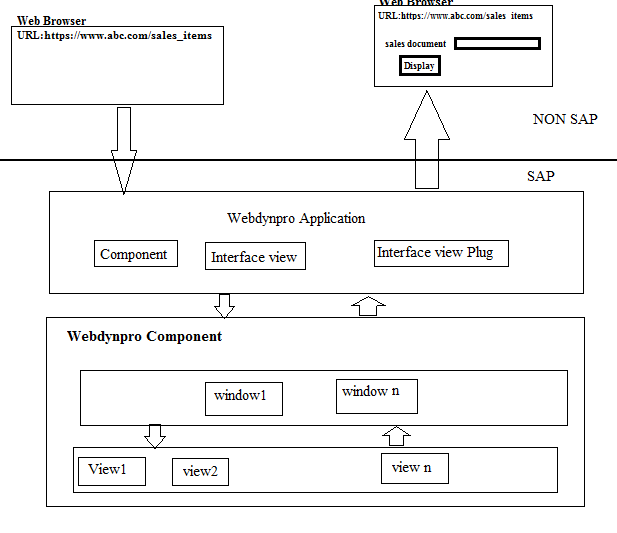 Web Browser
URL:https://www.abc.com/sales_items
Web Browser
URL:https://www.abc.com/sales_items
sales document
Display
NON SAP
SAP
Webdynpro Application
Component
Interface view
Interface view Plug
Webdynpro Component
window1
window n
View1
view2
view n